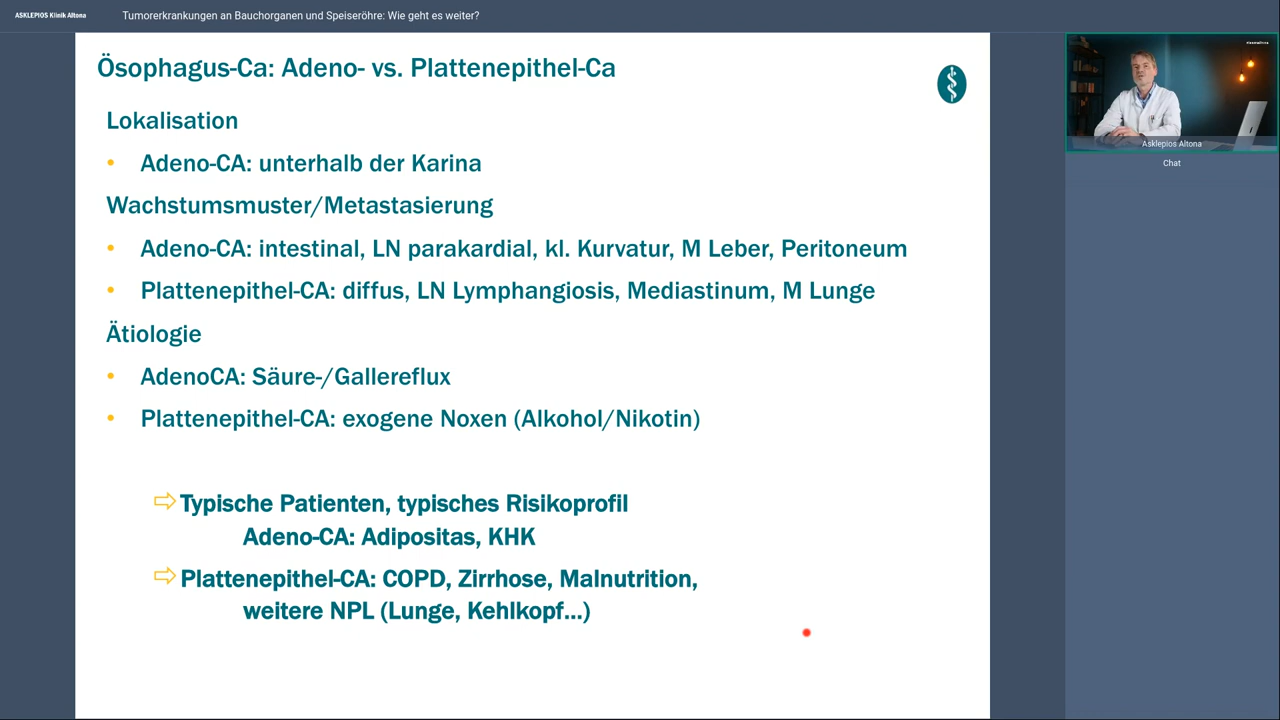 ASKLEPIOS Klinik Altona
Tumorerkrankungen an Bauchorganen und Speiseröhre: Wie geht es weiter?
Ösophagus-Ca: Adeno- vs. Plattenepithel-Ca
Lokalisation
• Adeno-CA: unterhalb der Karina
Wachstumsmuster/Metastasierung
• Adeno-CA: intestinal, LN parakardial, kl. Kurvatur, M Leber, Peritoneum
• Plattenepithel-CA: diffus, LN Lymphangiosis, Mediastinum, M Lunge
Ätiologie
• AdenoCA: Säure-/Gallereflux
• Plattenepithel-CA: exogene Noxen (Alkohol/Nikotin)
⇨ Typische Patienten, typisches Risikoprofil
Adeno-CA: Adipositas, KHK
⇨ Plattenepithel-CA: COPD, Zirrhose, Malnutrition,
weitere NPL (Lunge, Kehlkopf...)
Asklepios Altona
Chat